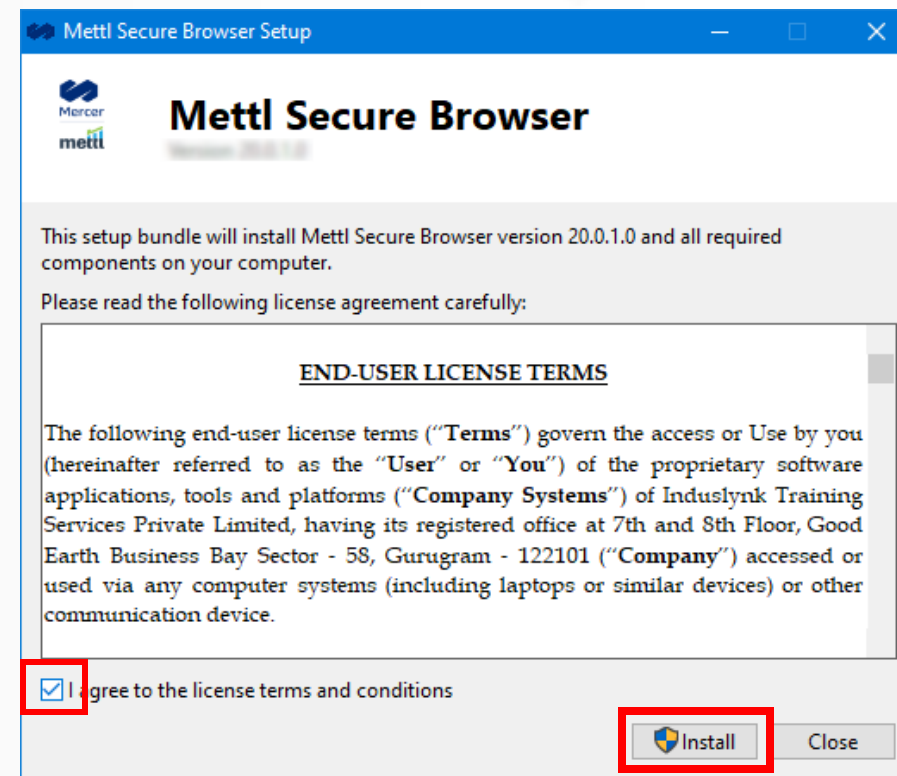 Mettl Secure Browser Setup
Mercer
mettl
Mettl Secure Browser
This setup bundle will install Mettl Secure Browser version 20.0.1.0 and all required
components on your computer.
Please read the following license agreement carefully:
END-USER LICENSE TERMS
The following end-user license terms (“Terms”) govern the access or Use by you
(hereinafter referred to as the “User” or “You”) of the proprietary software
applications, tools and platforms (“Company Systems”) of Induslynk Training
Services Private Limited, having its registered office at 7th and 8th Floor, Good
Earth Business Bay Sector - 58, Gurugram - 122101 (“Company”) accessed or
used via any computer systems (including laptops or similar devices) or other
communication device.
I agree to the license terms and conditions
Install
Close